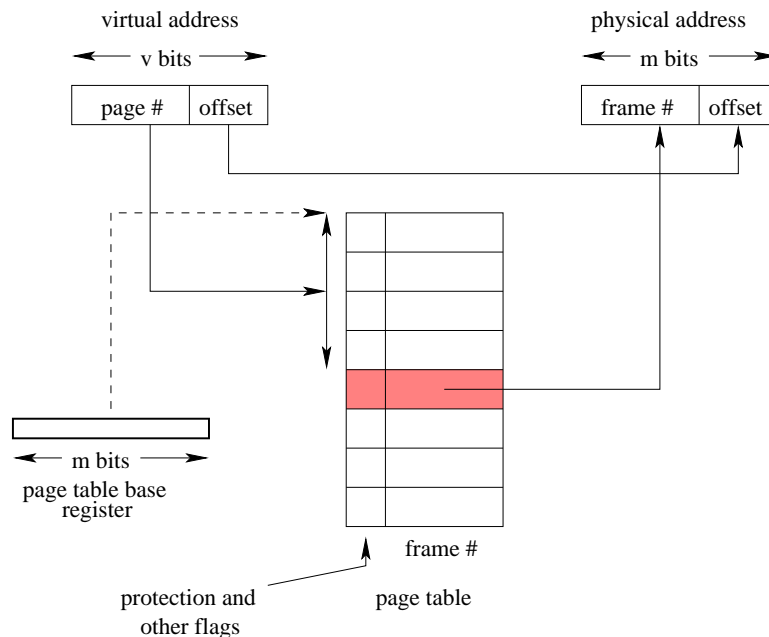 virtual address
physical address
v bits
m bits
page #
offset
frame #
offset
m bits
page table base
register
frame #
protection and
other flags
page table